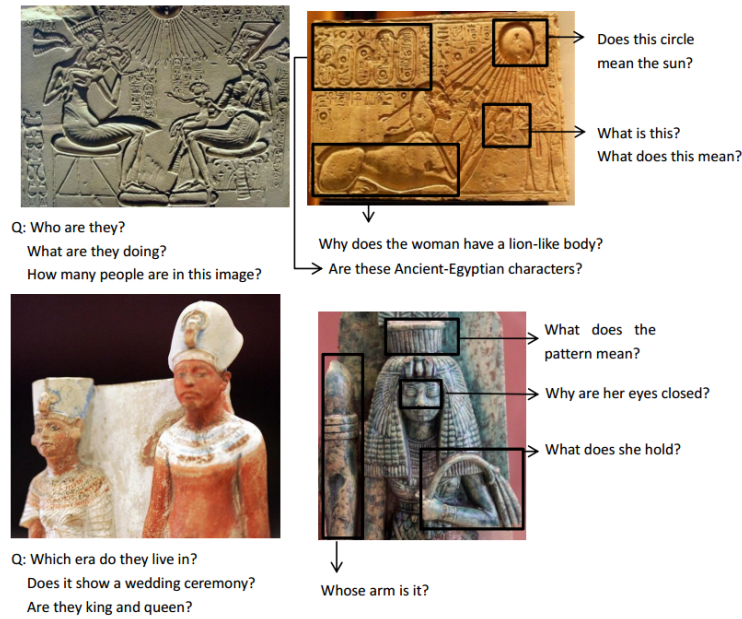 Does this circle
mean the sun?
What is this?
What does this mean?
Q: Who are they?
What are they doing?
How many people are in this image?
Why does the woman have a lion-like body?
Are these Ancient-Egyptian characters?
What does the
pattern mean?
Why are her eyes closed?
What does she hold?
Q: Which era do they live in?
Does it show a wedding ceremony?
Are they king and queen?
Whose arm is it?